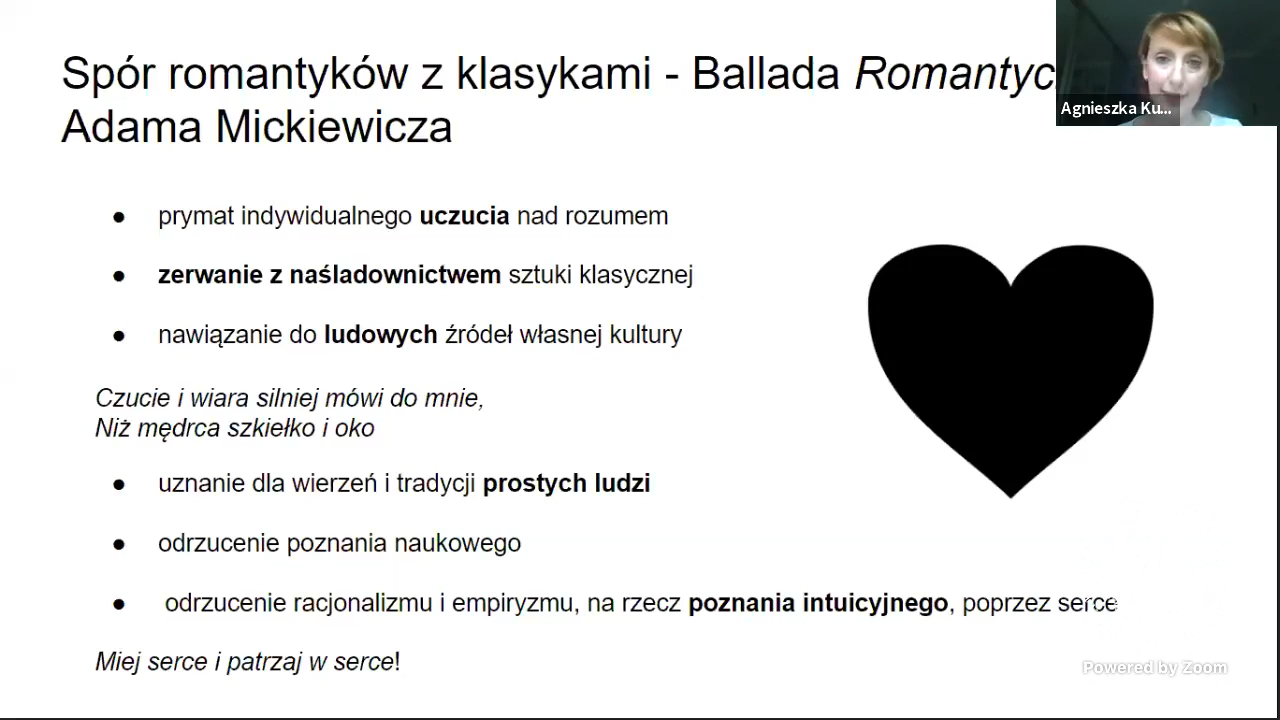 Spór romantyków z klasykami - Ballada
Adama Mickiewicza
Agnieszka Ku...
● prymat indywidualnego uczucia nad rozumem
● zerwanie z naśladownictwem sztuki klasycznej
● nawiązanie do ludowych źródeł własnej kultury
Czucie i wiara silniej mówi do mnie,
Niż mędrca szkiełko i oko
● uznanie dla wierzeń i tradycji prostych ludzi
● odrzucenie poznania naukowego
● odrzucenie racjonalizmu i empiryzmu, na rzecz poznania intuicyjnego, poprzez serce
Miej serce i patrzaj w serce!
Powered by Zoom